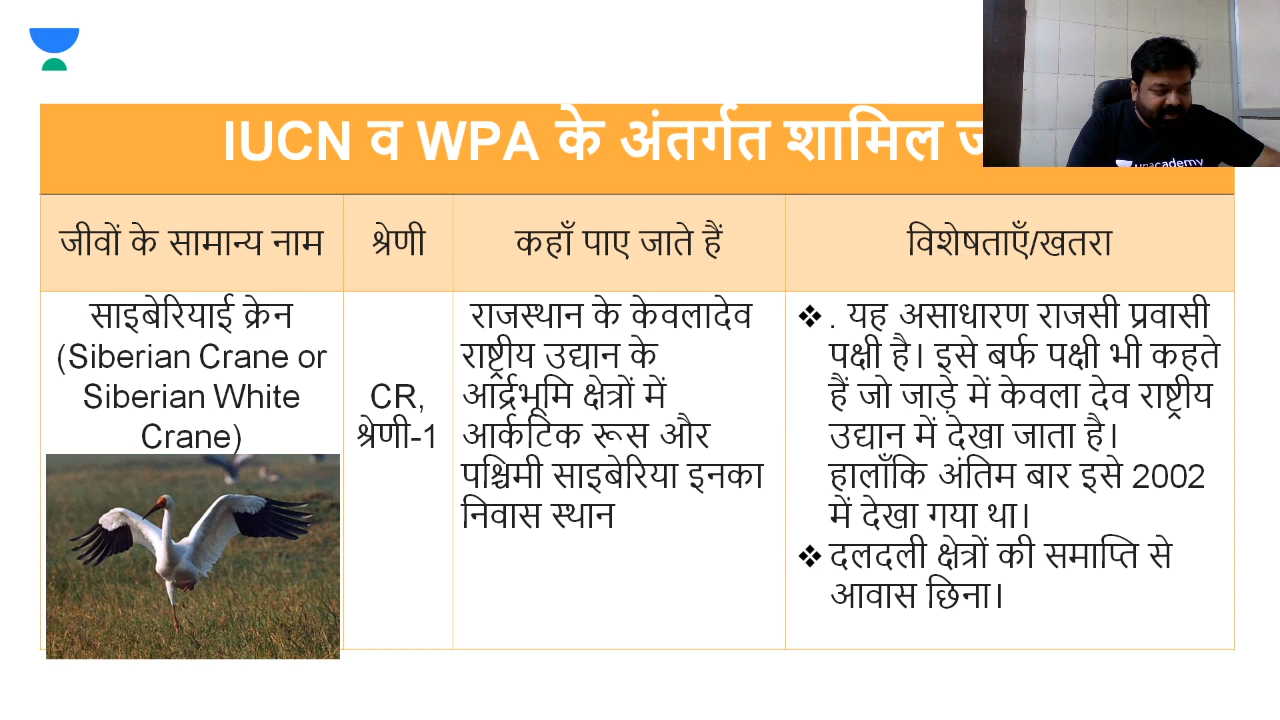 IUCN व WPA के अंतर्गत शामिल
unacademy
जीवों के सामान्य नाम
श्रेणी
कहाँ पाए जाते हैं
विशेषताएँ/खतरा
साइबेरियाई क्रेन
(Siberian Crane or
Siberian White
Crane)
CR,
श्रेणी-1
राजस्थान के केवलादेव
राष्ट्रीय उद्यान के
आर्द्रभूमि क्षेत्रों में
आर्कटिक रूस और
पश्चिमी साइबेरिया इनका
निवास स्थान
❖ . यह असाधारण राजसी प्रवासी
पक्षी है। इसे बर्फ पक्षी भी कहते
हैं जो जाड़े में केवला देव राष्ट्रीय
उद्यान में देखा जाता है।
हालाँकि अंतिम बार इसे 2002
में देखा गया था।
❖ दलदली क्षेत्रों की समाप्ति से
आवास छिना।